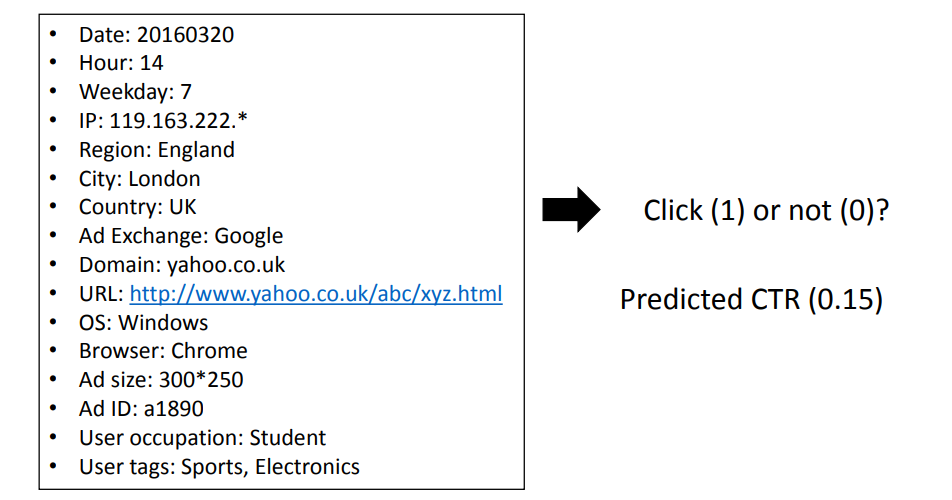 • Date: 20160320
• Hour: 14
• Weekday: 7
• IP: 119.163.222.*
• Region: England
• City: London
• Country: UK
• Ad Exchange: Google
• Domain: yahoo.co.uk
• URL: http://www.yahoo.co.uk/abc/xyz.html
• OS: Windows
• Browser: Chrome
• Ad size: 300*250
• Ad ID: a1890
• User occupation: Student
• User tags: Sports, Electronics
Click (1) or not (0)?
Predicted CTR (0.15)